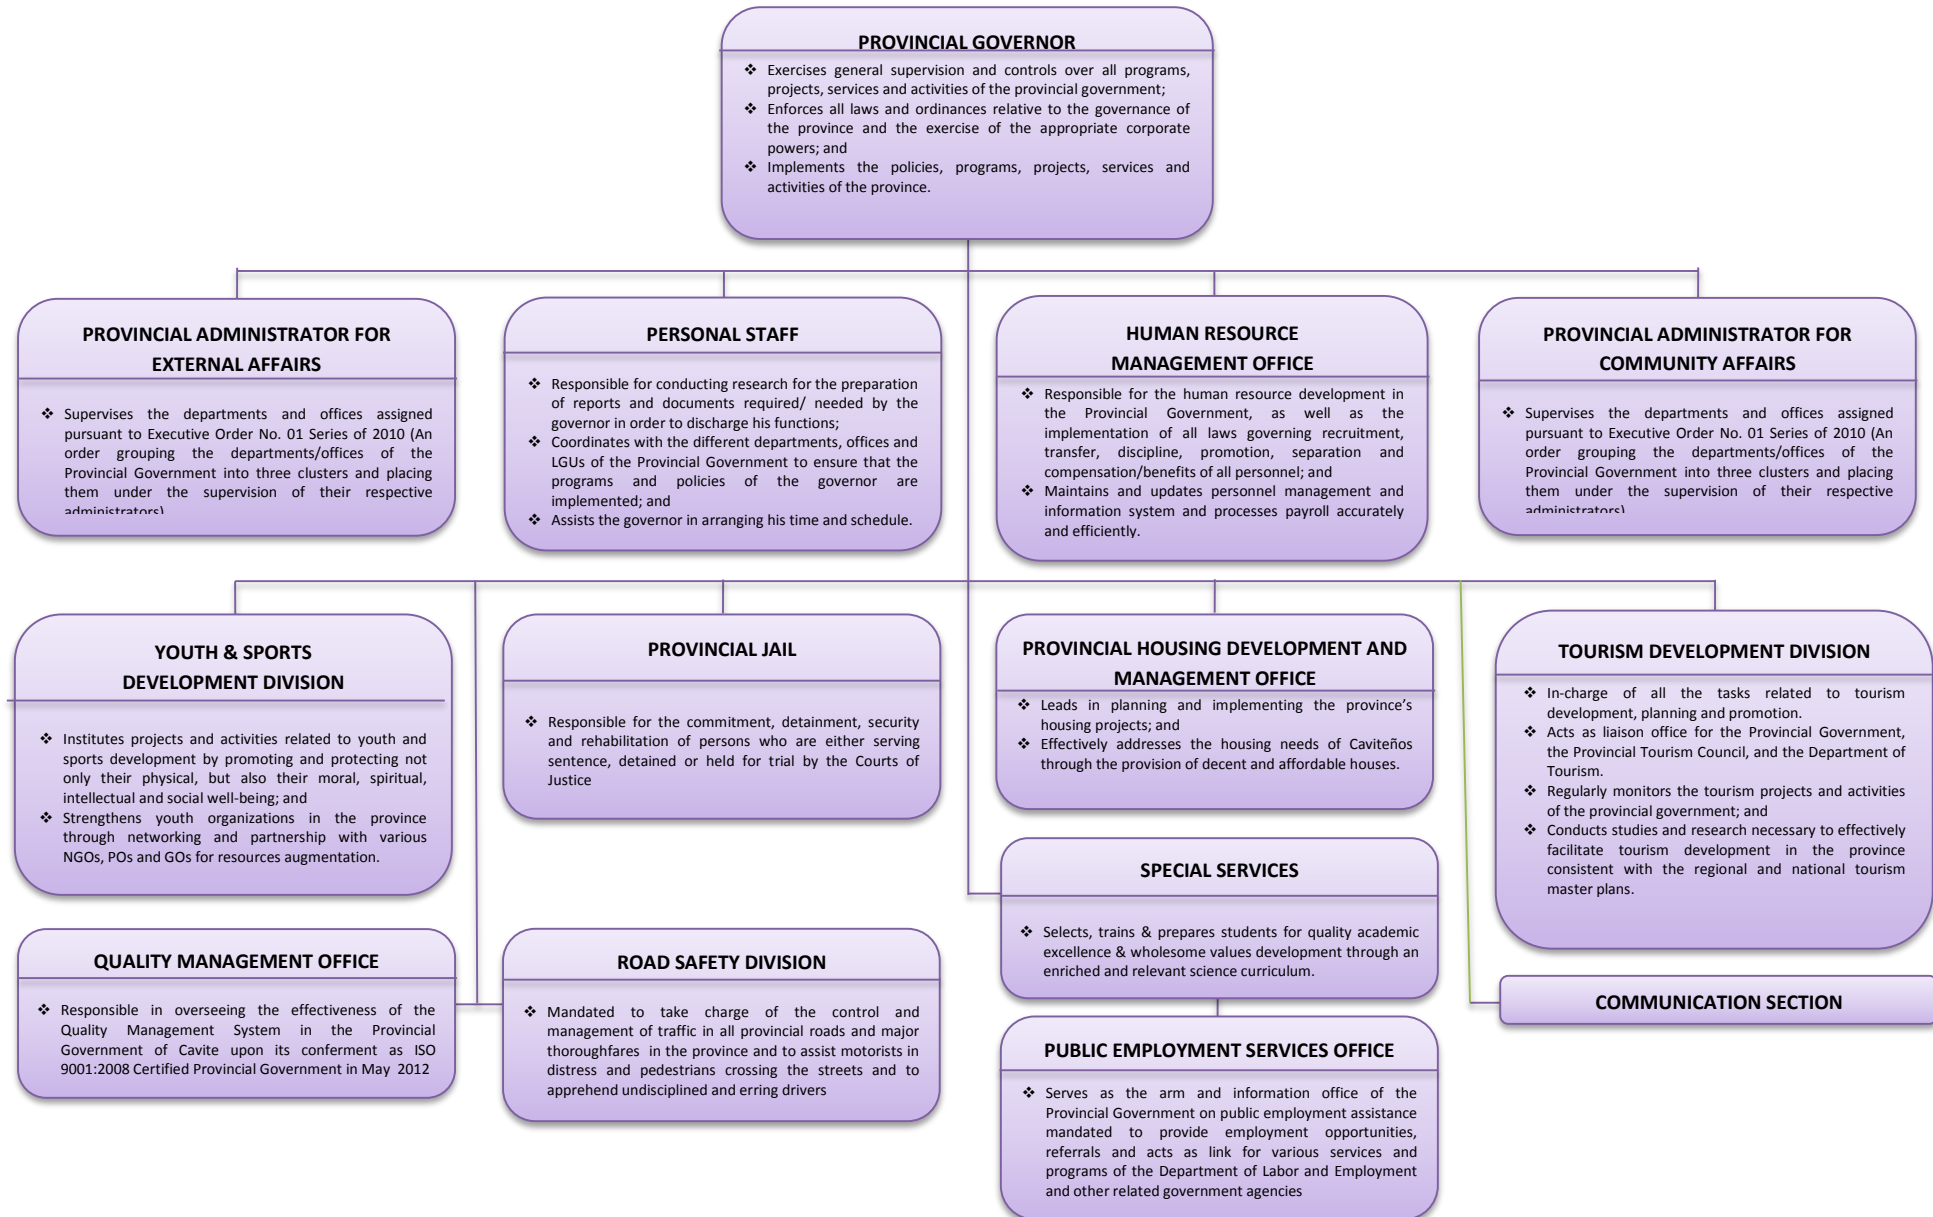 PROVINCIAL GOVERNOR
❖ Exercises general supervision and controls over all programs,
projects, services and activities of the provincial government;
❖ Enforces all laws and ordinances relative to the governance of
the province and the exercise of the appropriate corporate
powers; and
❖ Implements the policies, programs, projects, services and
activities of the province.
PROVINCIAL ADMINISTRATOR FOR
EXTERNAL AFFAIRS
❖ Supervises the departments and offices assigned
pursuant to Executive Order No. 01 Series of 2010 (An
order grouping the departments/offices of the
Provincial Government into three clusters and placing
them under the supervision of their respective
administrators)
PERSONAL STAFF
❖ Responsible for conducting research for the preparation
of reports and documents required/ needed by the
governor in order to discharge his functions;
❖ Coordinates with the different departments, offices and
LGUs of the Provincial Government to ensure that the
programs and policies of the governor are
implemented; and
❖ Assists the governor in arranging his time and schedule.
HUMAN RESOURCE
MANAGEMENT OFFICE
❖ Responsible for the human resource development in
the Provincial Government, as well as the
implementation of all laws governing recruitment,
transfer, discipline, promotion, separation and
compensation/benefits of all personnel; and
❖ Maintains and updates personnel management and
information system and processes payroll accurately
and efficiently.
PROVINCIAL ADMINISTRATOR FOR
COMMUNITY AFFAIRS
❖ Supervises the departments and offices assigned
pursuant to Executive Order No. 01 Series of 2010 (An
order grouping the departments/offices of the
Provincial Government into three clusters and placing
them under the supervision of their respective
administrators)
YOUTH & SPORTS
DEVELOPMENT DIVISION
❖ Institutes projects and activities related to youth and
sports development by promoting and protecting not
only their physical, but also their moral, spiritual,
intellectual and social well-being; and
❖ Strengthens youth organizations in the province
through networking and partnership with various
NGOs, POs and GOs for resources augmentation.
PROVINCIAL JAIL
❖ Responsible for the commitment, detainment, security
and rehabilitation of persons who are either serving
sentence, detained or held for trial by the Courts of
Justice
PROVINCIAL HOUSING DEVELOPMENT AND
MANAGEMENT OFFICE
❖ Leads in planning and implementing the province's
housing projects; and
❖ Effectively addresses the housing needs of Caviteños
through the provision of decent and affordable houses.
TOURISM DEVELOPMENT DIVISION
❖ In-charge of all the tasks related to tourism
development, planning and promotion.
❖ Acts as liaison office for the Provincial Government,
the Provincial Tourism Council, and the Department of
Tourism.
❖ Regularly monitors the tourism projects and activities
of the provincial government; and
❖ Conducts studies and research necessary to effectively
facilitate tourism development in the province
consistent with the regional and national tourism
master plans.
SPECIAL SERVICES
❖ Selects, trains & prepares students for quality academic
excellence & wholesome values development through an
enriched and relevant science curriculum.
QUALITY MANAGEMENT OFFICE
❖ Responsible in overseeing the effectiveness of the
Quality Management System in the Provincial
Government of Cavite upon its conferment as ISO
9001:2008 Certified Provincial Government in May 2012
ROAD SAFETY DIVISION
❖ Mandated to take charge of the control and
management of traffic in all provincial roads and major
thoroughfares in the province and to assist motorists in
distress and pedestrians crossing the streets and to
apprehend undisciplined and erring drivers
COMMUNICATION SECTION
PUBLIC EMPLOYMENT SERVICES OFFICE
❖ Serves as the arm and information office of the
Provincial Government on public employment assistance
mandated to provide employment opportunities,
referrals and acts as link for various services and
programs of the Department of Labor and Employment
and other related government agencies